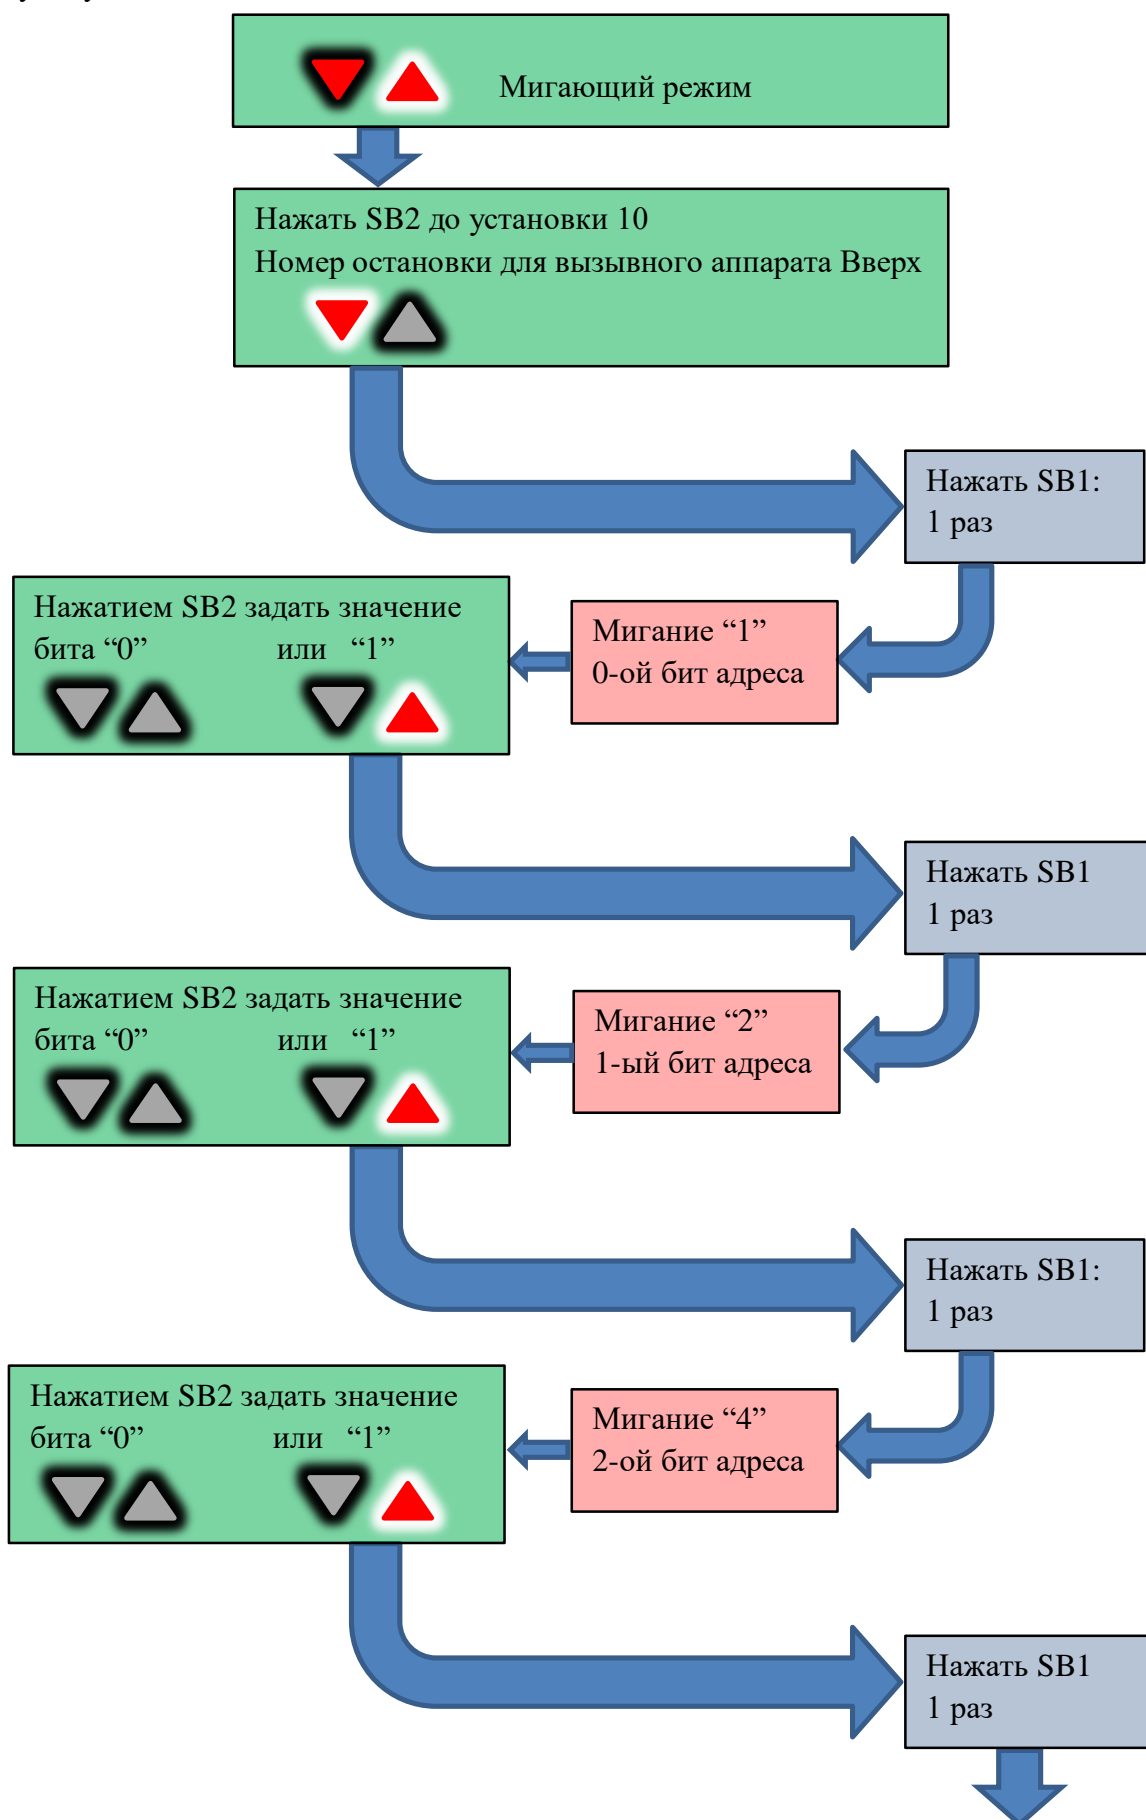 Мигающий режим
Нажать SB2 до установки 10
Номер остановки для вызывного аппарата Вверх
Нажать SB1:
1 раз
Нажатием SB2 задать значение
бита “0” или “1”
Мигание “1”
0-ой бит адреса
Нажать SB1
1 раз
Нажатием SB2 задать значение
бита “0” или “1”
Мигание “2”
1-ый бит адреса
Нажать SB1:
1 раз
Нажатием SB2 задать значение
бита “0” или “1”
Мигание “4”
2-ой бит адреса
Нажать SB1
1 раз